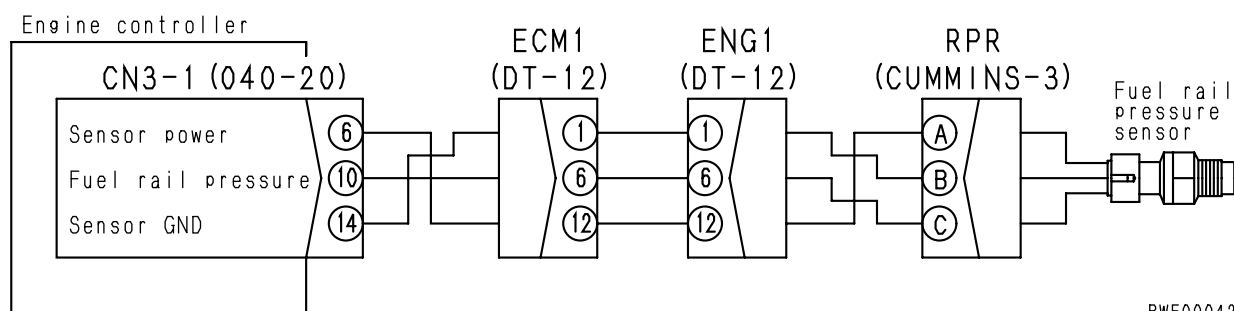 Engine controller
CN3-1 (040-20)
ECM1
(DT-12)
ENG1
(DT-12)
RPR
(CUMMINS-3)
Fuel rail
pressure
sensor
Sensor power
6
1
1
A
Fuel rail pressure
10
6
6
B
Sensor GND
14
12
12
C